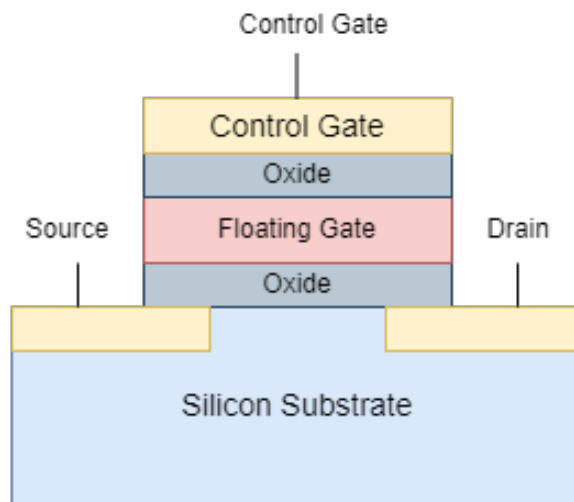 Control Gate
Control Gate
Oxide
Source
Floating Gate
Drain
Oxide
Silicon Substrate